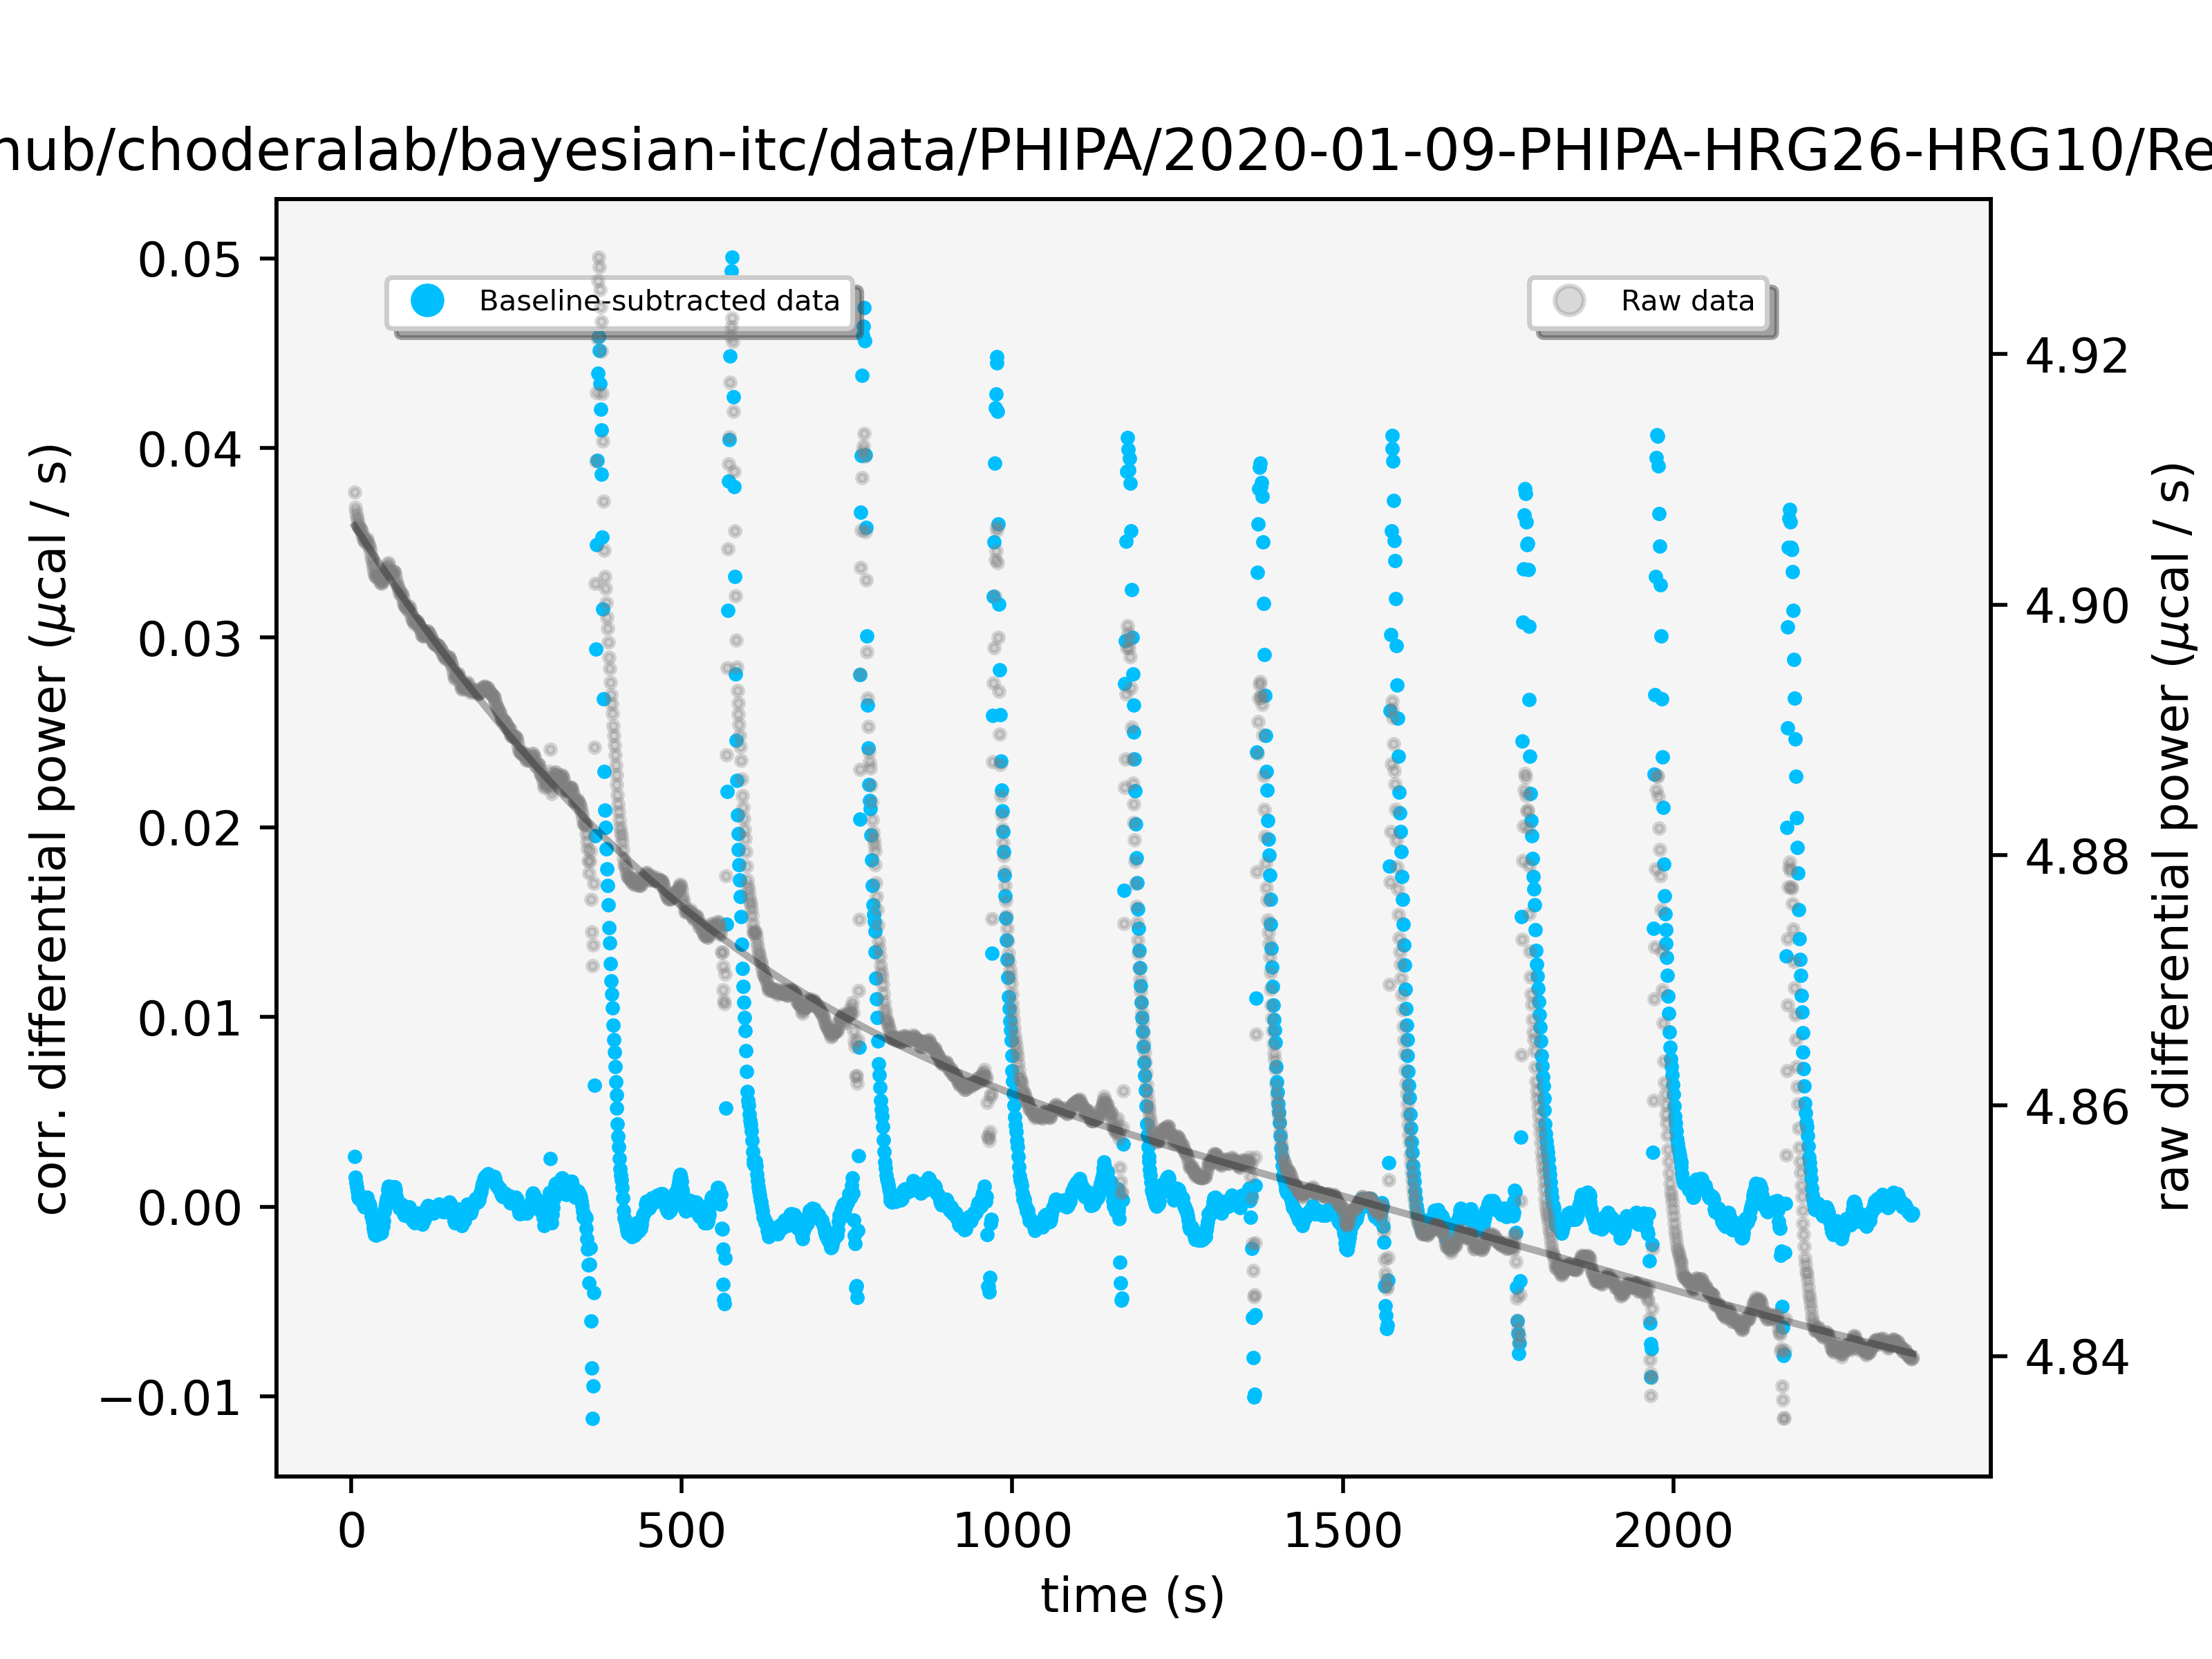 hub/choderalab/bayesian-itc/data/PHIPA/2020-01-09-PHIPA-HRG26-HRG10/Re
Baseline-subtracted data
Raw data
corr. differential power (μcal / s)
0.05
0.04
0.03
0.02
0.01
0.00
−0.01
raw differential power (μcal / s)
4.92
4.90
4.88
4.86
4.84
0 500 1000 1500 2000
time (s)